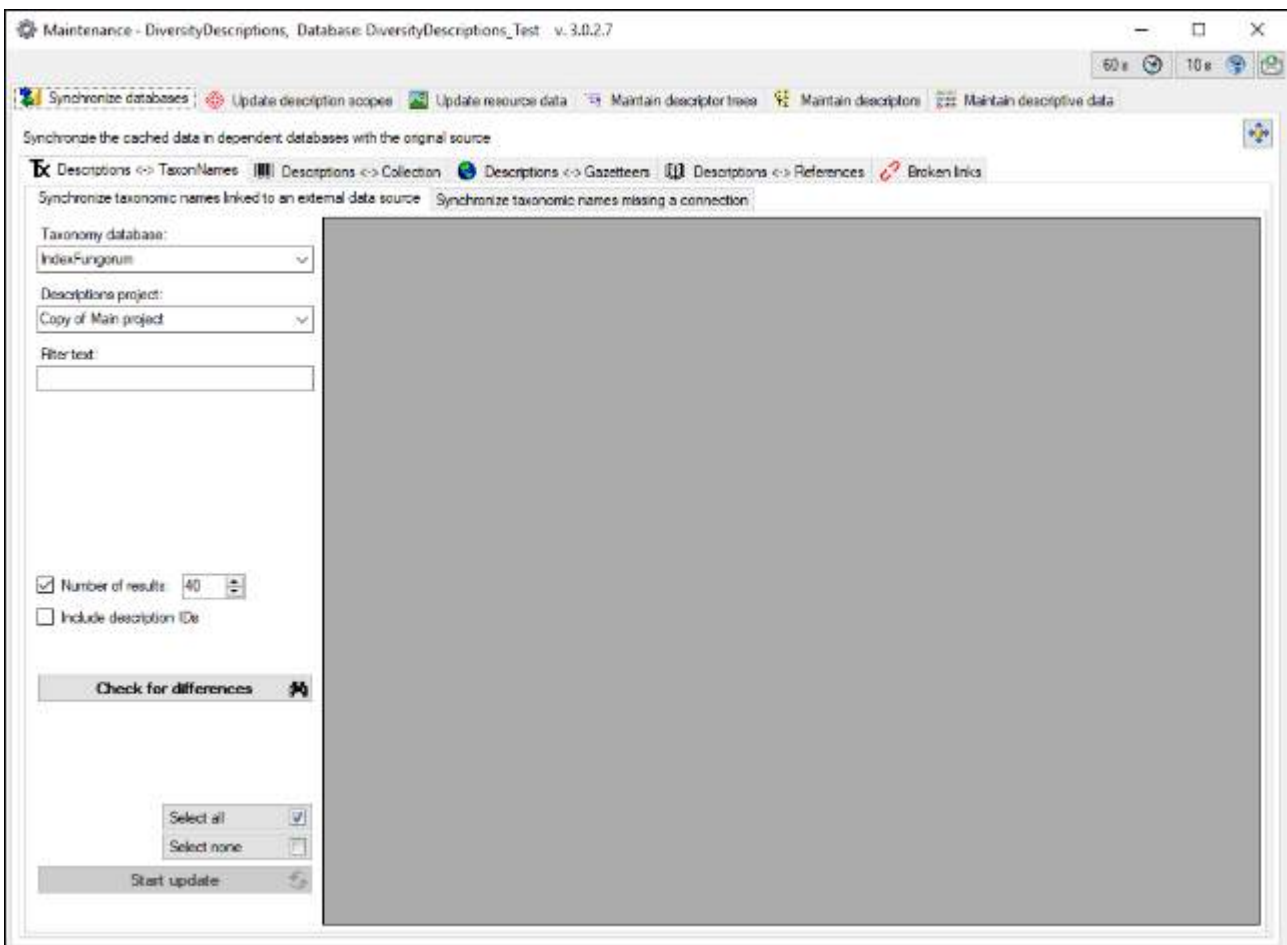 Maintenance - DiversityDescriptions, Database: DiversityDescriptions_Test v. 3.0.2.7
60 s 10 s
Synchronize databases Update description scopes Update resource data Maintain descriptor trees Maintain descriptors Maintain descriptive data
Synchronzie the cached data in dependent databases with the original source
Tx Descriptions <-> TaxonNames Descriptions <-> Collection Descriptions <-> Gazetteers Descriptions <-> References Broken links
Synchronize taxonomic names linked to an external data source Synchronize taxonomic names missing a connection
Taxonomy database:
IndexFungorum
Descriptions project:
Copy of Main project
Filter text:
Number of results: 40
Include description IDs
Check for differences
Select all
Select none
Start update